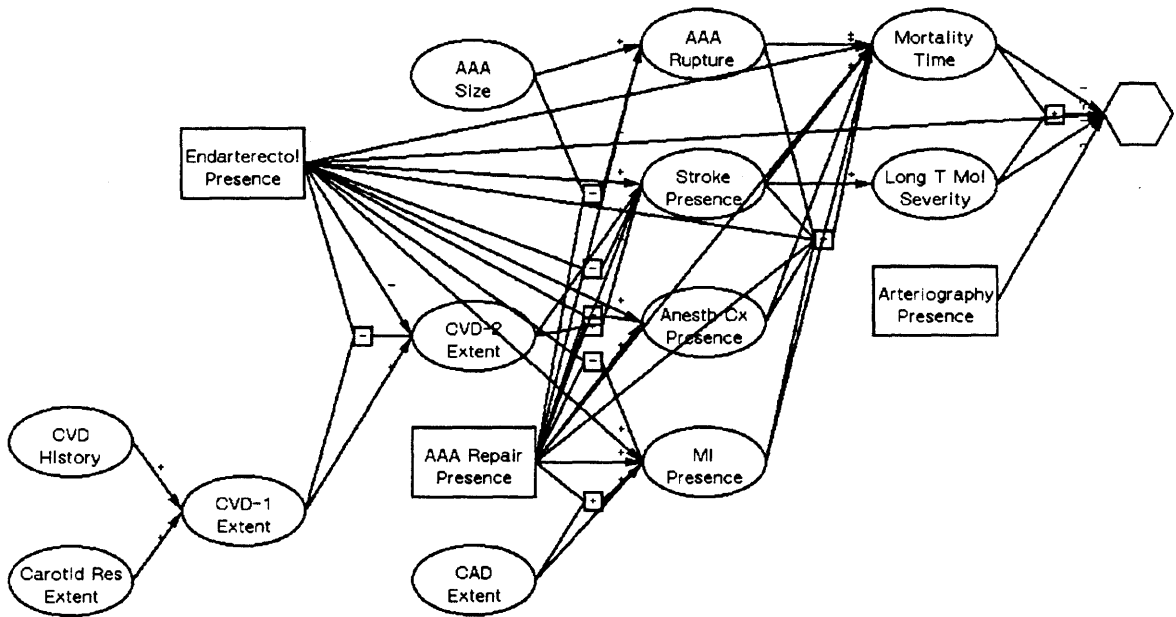 AAA
Rupture
Mortality
Time
AAA
Size
Endarterectol
Presence
Stroke
Presence
Long T Mol
Severity
Arteriography
Presence
CVD-2
Extent
Anesth Cx
Presence
CVD
History
AAA Repair
Presence
MI
Presence
CVD-1
Extent
Carotid Res
Extent
CAD
Extent